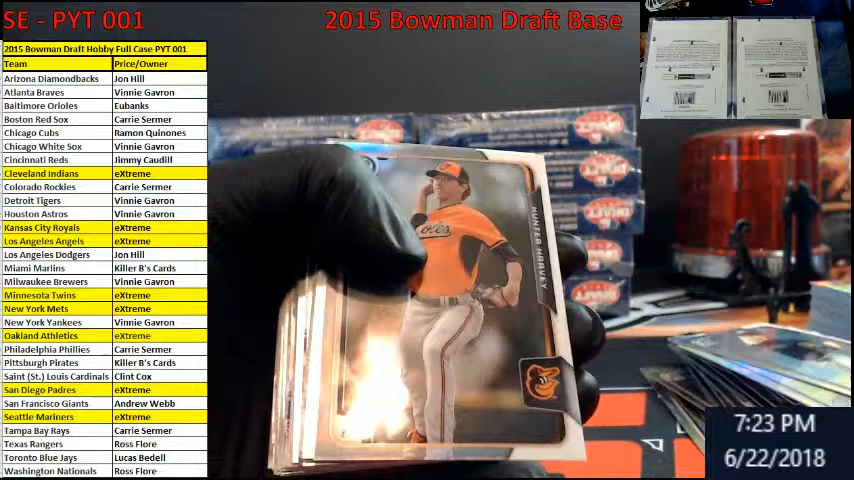 SE - PYT 001
2015 Bowman Draft Base
2015 Bowman Draft Hobby Full Case PYT 001
Team Price/Owner
Arizona Diamondbacks Jon Hill
Atlanta Braves Vinnie Gavron
Baltimore Orioles Eubanks
Boston Red Sox Carrie Sermer
Chicago Cubs Ramon Quinones
Chicago White Sox Vinnie Gavron
Cincinnati Reds Jimmy Caudill
Cleveland Indians eXtreme
Colorado Rockies Carrie Sermer
Detroit Tigers Vinnie Gavron
Houston Astros Vinnie Gavron
Kansas City Royals eXtreme
Los Angeles Angels eXtreme
Los Angeles Dodgers Jon Hill
Miami Marlins Killer B's Cards
Milwaukee Brewers Vinnie Gavron
Minnesota Twins eXtreme
New York Mets eXtreme
New York Yankees Vinnie Gavron
Oakland Athletics eXtreme
Philadelphia Phillies Carrie Sermer
Pittsburgh Pirates Killer B's Cards
Saint (St.) Louis Cardinals Clint Cox
San Diego Padres eXtreme
San Francisco Giants Andrew Webb
Seattle Mariners eXtreme
Tampa Bay Rays Carrie Sermer
Texas Rangers Ross Flore
Toronto Blue Jays Lucas Bedell
Washington Nationals Ross Flore
HUNTER HARVEY
DRAFT
DRAFT
DRAFT
7:23 PM
6/22/2018